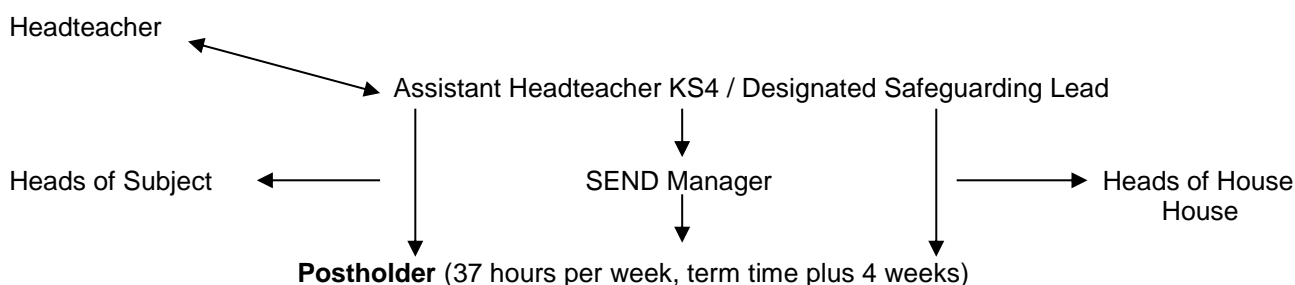 Headteacher
Assistant Headteacher KS4 / Designated Safeguarding Lead
Heads of Subject
SEND Manager
Heads of House
House
Postholder (37 hours per week, term time plus 4 weeks)